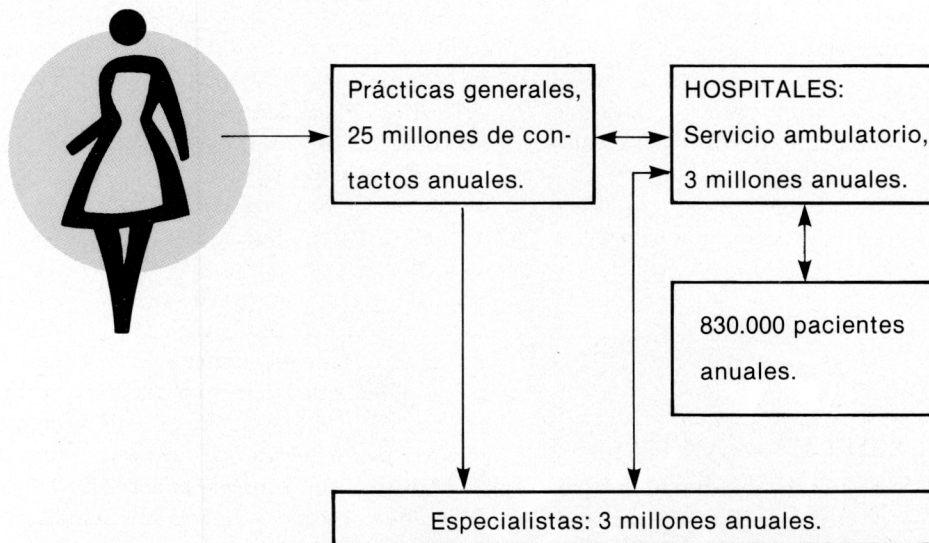 Prácticas generales,
25 millones de con-
tactos anuales.
HOSPITALES:
Servicio ambulatorio,
3 millones anuales.
830.000 pacientes
anuales.
Especialistas: 3 millones anuales.